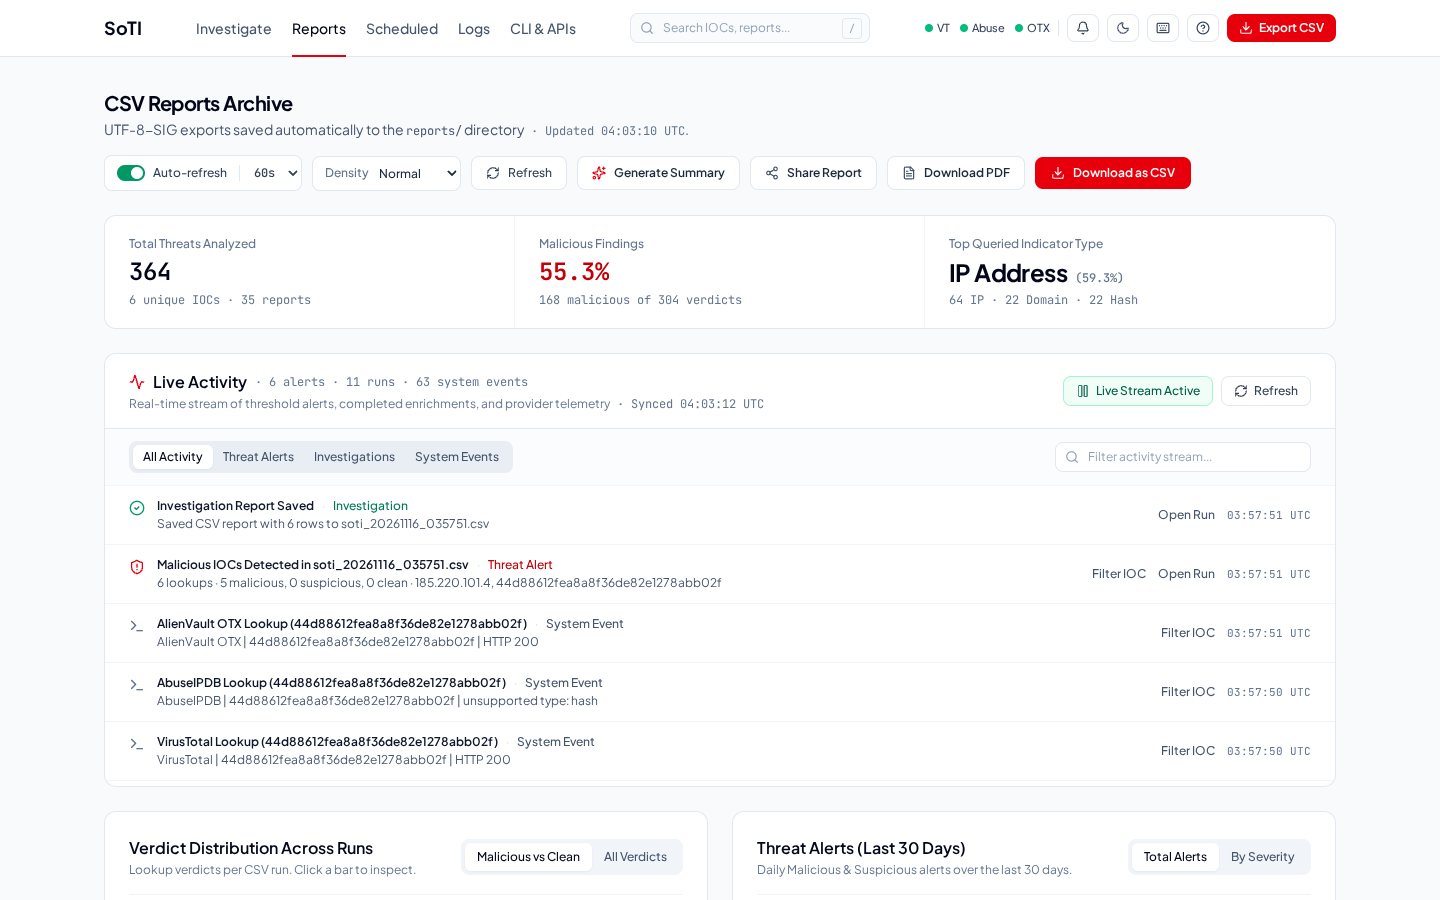 SoTI
Investigate Reports Scheduled Logs CLI & APIs
Search IOCs, reports... /
VT Abuse OTX
Export CSV
CSV Reports Archive
UTF-8-SIG exports saved automatically to the reports/ directory · Updated 04:03:10 UTC.
Auto-refresh 60s
Density Normal
Refresh
Generate Summary
Share Report
Download PDF
Download as CSV
Total Threats Analyzed
364
6 unique IOCs · 35 reports
Malicious Findings
55.3%
168 malicious of 304 verdicts
Top Queried Indicator Type
IP Address (59.3%)
64 IP · 22 Domain · 22 Hash
Live Activity · 6 alerts · 11 runs · 63 system events
Real-time stream of threshold alerts, completed enrichments, and provider telemetry · Synced 04:03:12 UTC
Live Stream Active
Refresh
All Activity Threat Alerts Investigations System Events
Filter activity stream...
Investigation Report Saved · Investigation
Saved CSV report with 6 rows to soti_20261116_035751.csv
Open Run 03:57:51 UTC
Malicious IOCs Detected in soti_20261116_035751.csv · Threat Alert
6 lookups · 5 malicious, 0 suspicious, 0 clean · 185.220.101.4, 44d88612fea8a8f36de82e1278abb02f
Filter IOC Open Run 03:57:51 UTC
AlienVault OTX Lookup (44d88612fea8a8f36de82e1278abb02f) · System Event
AlienVault OTX | 44d88612fea8a8f36de82e1278abb02f | HTTP 200
Filter IOC 03:57:51 UTC
AbuseIPDB Lookup (44d88612fea8a8f36de82e1278abb02f) · System Event
AbuseIPDB | 44d88612fea8a8f36de82e1278abb02f | unsupported type: hash
Filter IOC 03:57:50 UTC
VirusTotal Lookup (44d88612fea8a8f36de82e1278abb02f) · System Event
VirusTotal | 44d88612fea8a8f36de82e1278abb02f | HTTP 200
Filter IOC 03:57:50 UTC
Verdict Distribution Across Runs
Lookup verdicts per CSV run. Click a bar to inspect.
Malicious vs Clean All Verdicts
Threat Alerts (Last 30 Days)
Daily Malicious & Suspicious alerts over the last 30 days.
Total Alerts By Severity